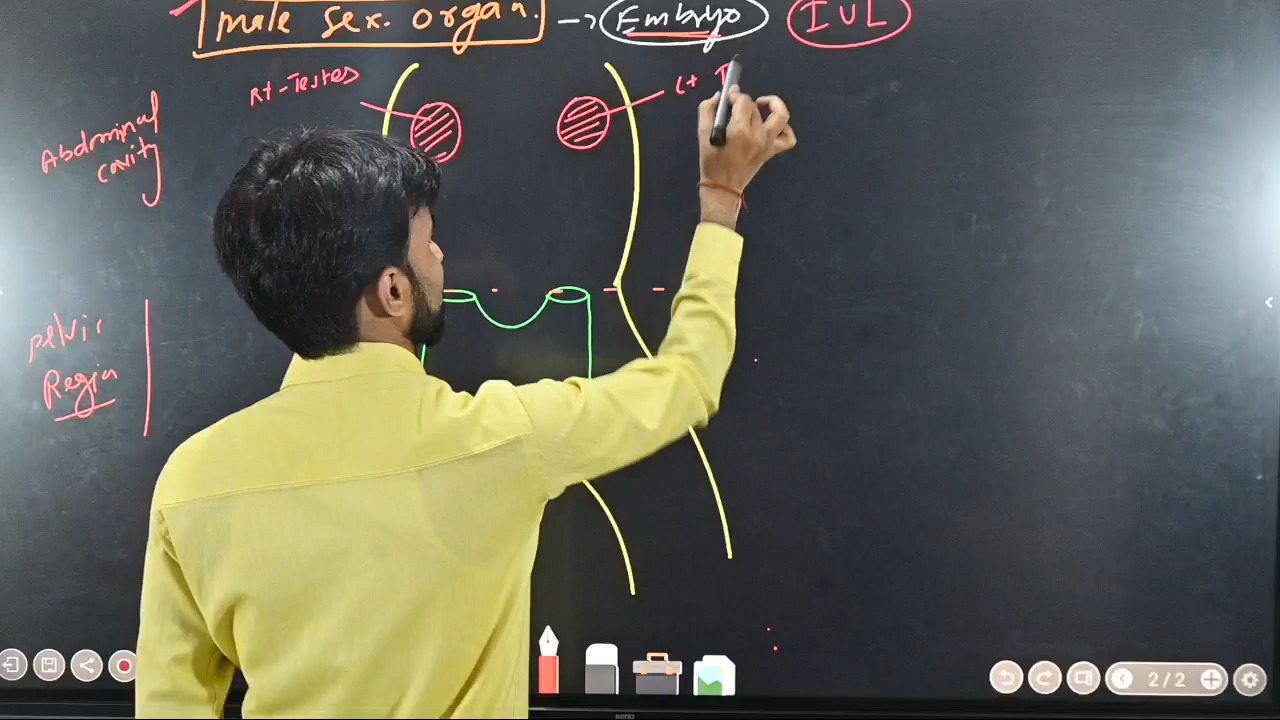 male sex. organ. → Embryo IUL
Rt-Testes
Lt T
Abdominal
cavity
Pelvic
Region
2/2